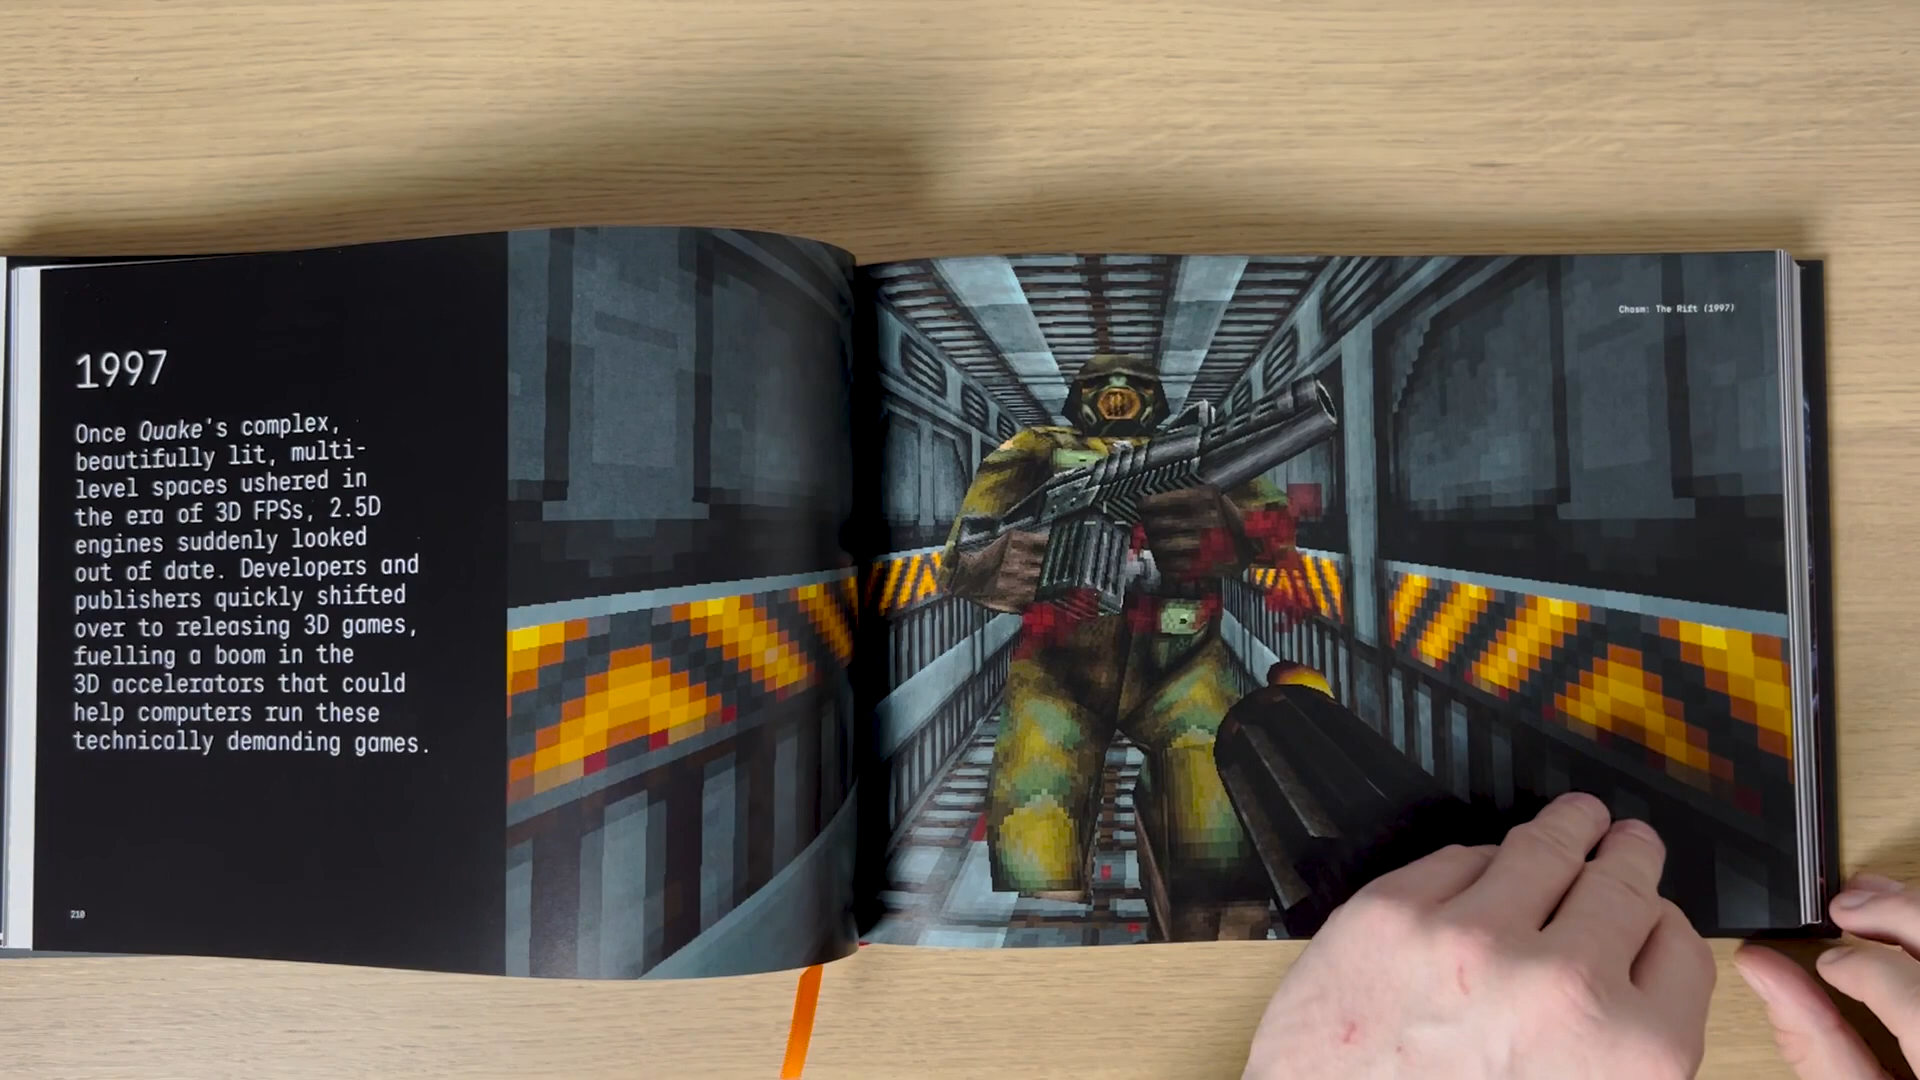 1997
Once Quake's complex,
beautifully lit, multi-
level spaces ushered in
the era of 3D FPSs, 2.5D
engines suddenly looked
out of date. Developers and
publishers quickly shifted
over to releasing 3D games,
fuelling a boom in the
3D accelerators that could
help computers run these
technically demanding games.
210
Chasm: The Rift (1997)